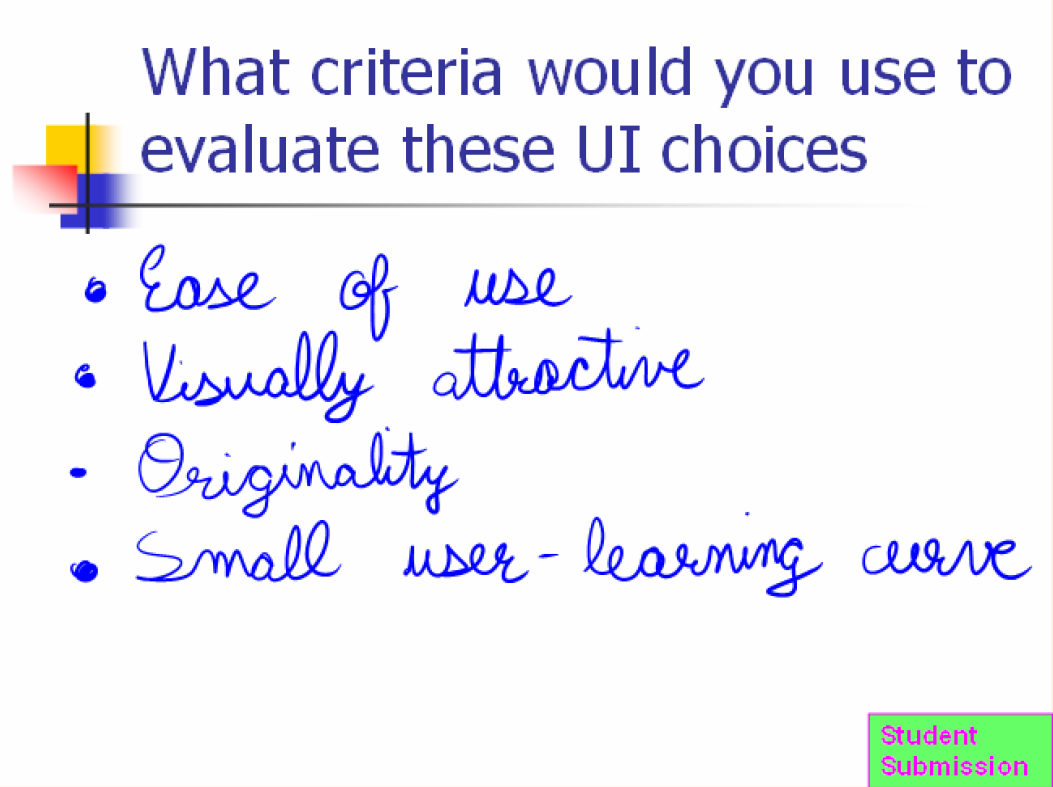 What criteria would you use to
evaluate these UI choices
• Ease of use
• Visually attractive
- Originality
• Small user-learning curve
Student
Submission